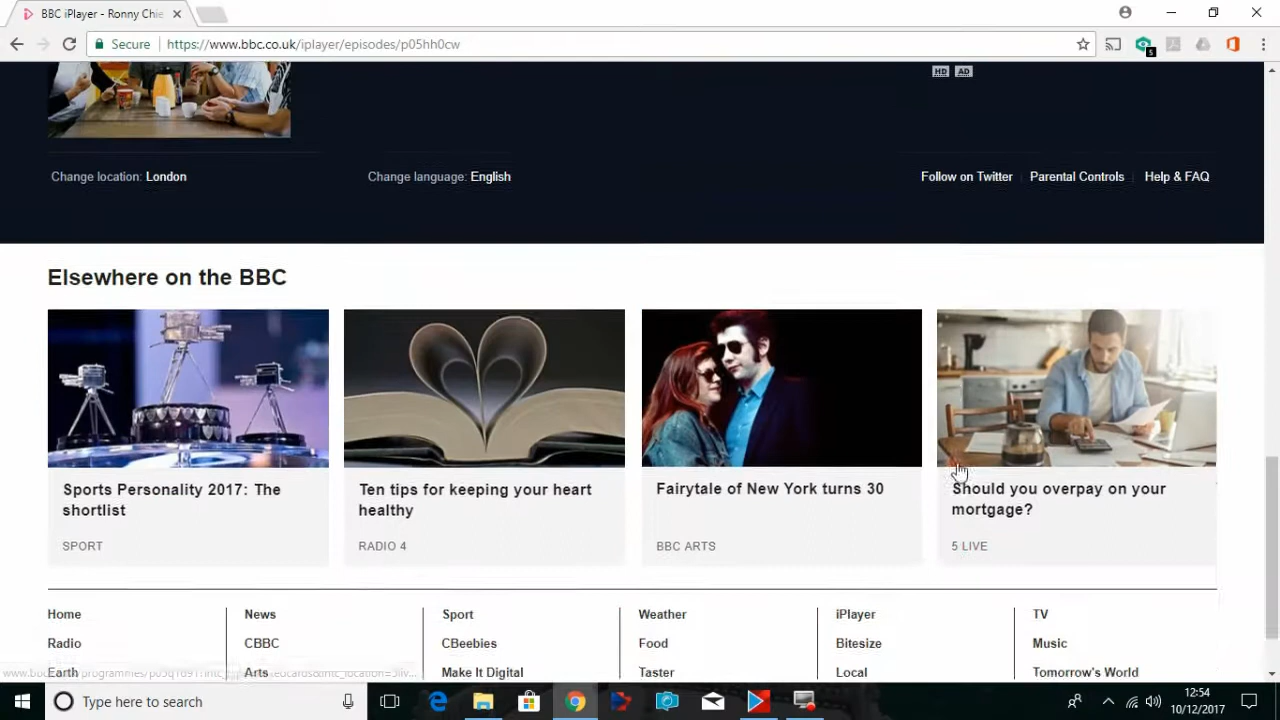 BBC iPlayer - Ronny Chie
Secure https://www.bbc.co.uk/iplayer/episodes/p05hh0cw
5
HD AD
Change location: London
Change language: English
Follow on Twitter
Parental Controls
Help & FAQ
Elsewhere on the BBC
Sports Personality 2017: The
shortlist
SPORT
Ten tips for keeping your heart
healthy
RADIO 4
Fairytale of New York turns 30
BBC ARTS
Should you overpay on your
mortgage?
5 LIVE
Home News Sport Weather iPlayer TV
Radio CBBC CBeebies Food Bitesize Music
Earth Arts Make It Digital Taster Local Tomorrow's World
Type here to search
12:54
10/12/2017